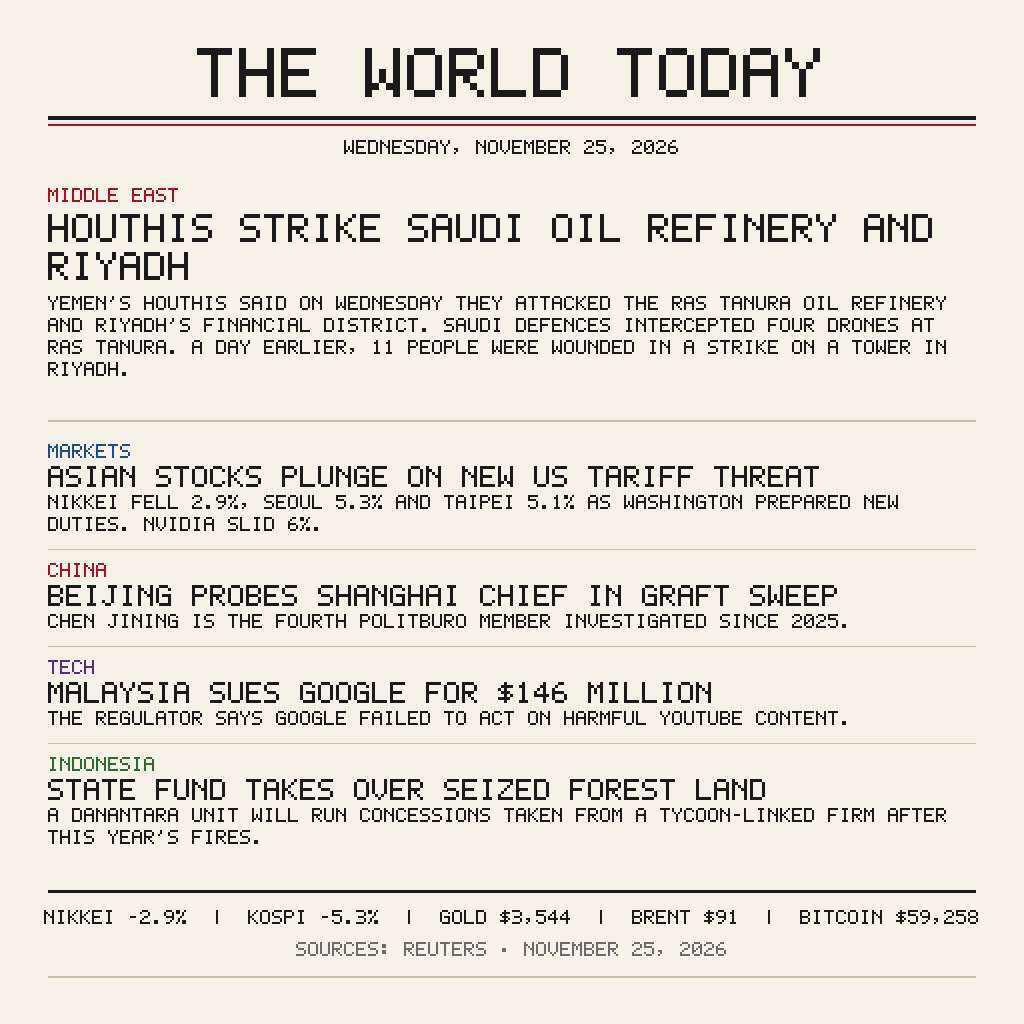 THE WORLD TODAY
WEDNESDAY, NOVEMBER 25, 2026
MIDDLE EAST
HOUTHIS STRIKE SAUDI OIL REFINERY AND
RIYADH
YEMEN'S HOUTHIS SAID ON WEDNESDAY THEY ATTACKED THE RAS TANURA OIL REFINERY
AND RIYADH'S FINANCIAL DISTRICT. SAUDI DEFENCES INTERCEPTED FOUR DRONES AT
RAS TANURA. A DAY EARLIER, 11 PEOPLE WERE WOUNDED IN A STRIKE ON A TOWER IN
RIYADH.
MARKETS
ASIAN STOCKS PLUNGE ON NEW US TARIFF THREAT
NIKKEI FELL 2.9%, SEOUL 5.3% AND TAIPEI 5.1% AS WASHINGTON PREPARED NEW
DUTIES. NVIDIA SLID 6%.
CHINA
BEIJING PROBES SHANGHAI CHIEF IN GRAFT SWEEP
CHEN JINING IS THE FOURTH POLITBURO MEMBER INVESTIGATED SINCE 2025.
TECH
MALAYSIA SUES GOOGLE FOR $146 MILLION
THE REGULATOR SAYS GOOGLE FAILED TO ACT ON HARMFUL YOUTUBE CONTENT.
INDONESIA
STATE FUND TAKES OVER SEIZED FOREST LAND
A DANANTARA UNIT WILL RUN CONCESSIONS TAKEN FROM A TYCOON-LINKED FIRM AFTER
THIS YEAR'S FIRES.
NIKKEI -2.9% | KOSPI -5.3% | GOLD $3,544 | BRENT $91 | BITCOIN $59,258
SOURCES: REUTERS · NOVEMBER 25, 2026